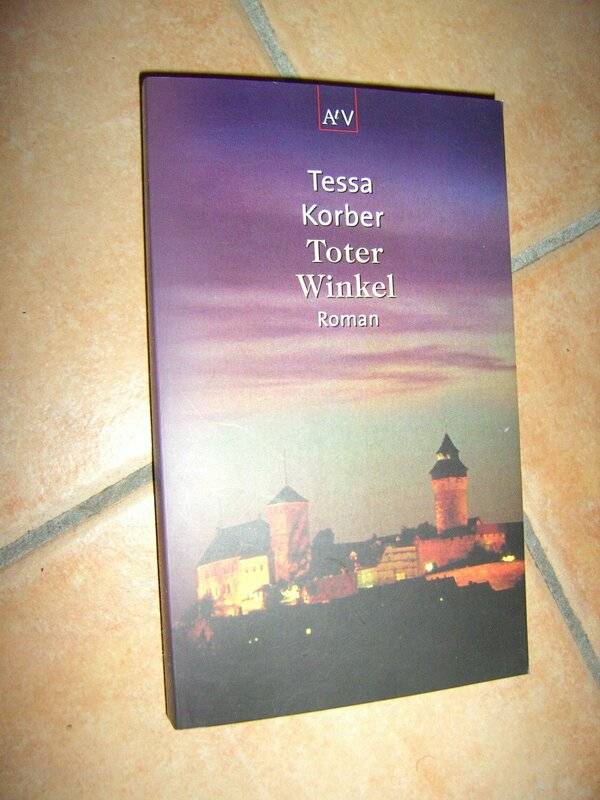 AtV
Tessa
Korber
Toter
Winkel
Roman